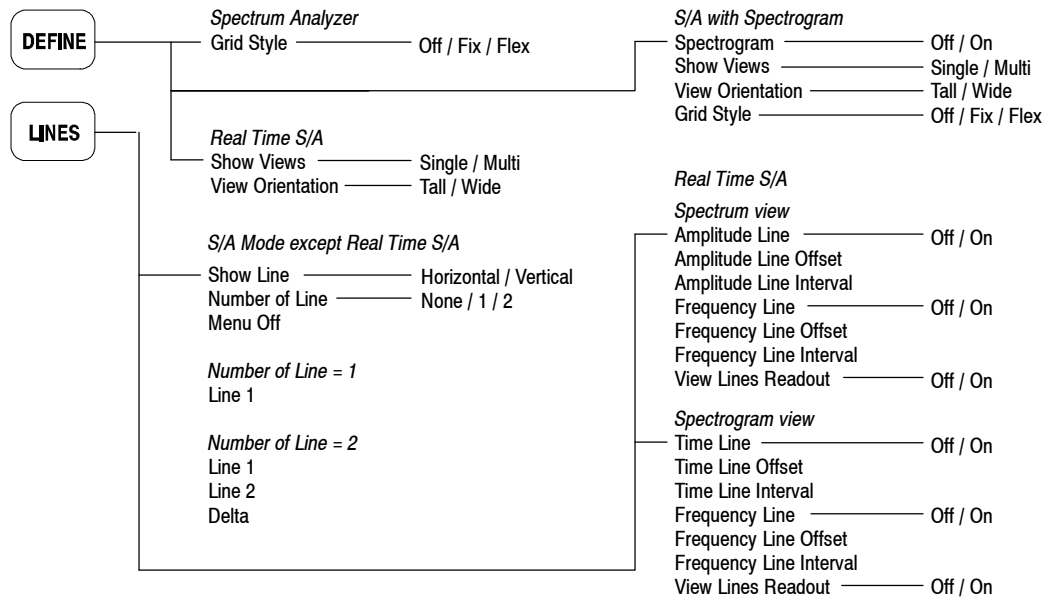 DEFINE
Spectrum Analyzer
Grid Style Off / Fix / Flex
Real Time S/A
Show Views Single / Multi
View Orientation Tall / Wide
S/A with Spectrogram
Spectrogram Off / On
Show Views Single / Multi
View Orientation Tall / Wide
Grid Style Off / Fix / Flex
LINES
S/A Mode except Real Time S/A
Show Line Horizontal / Vertical
Number of Line None / 1 / 2
Menu Off
Number of Line = 1
Line 1
Number of Line = 2
Line 1
Line 2
Delta
Real Time S/A
Spectrum view
Amplitude Line Off / On
Amplitude Line Offset
Amplitude Line Interval
Frequency Line Off / On
Frequency Line Offset
Frequency Line Interval
View Lines Readout Off / On
Spectrogram view
Time Line Off / On
Time Line Offset
Time Line Interval
Frequency Line Off / On
Frequency Line Offset
Frequency Line Interval
View Lines Readout Off / On